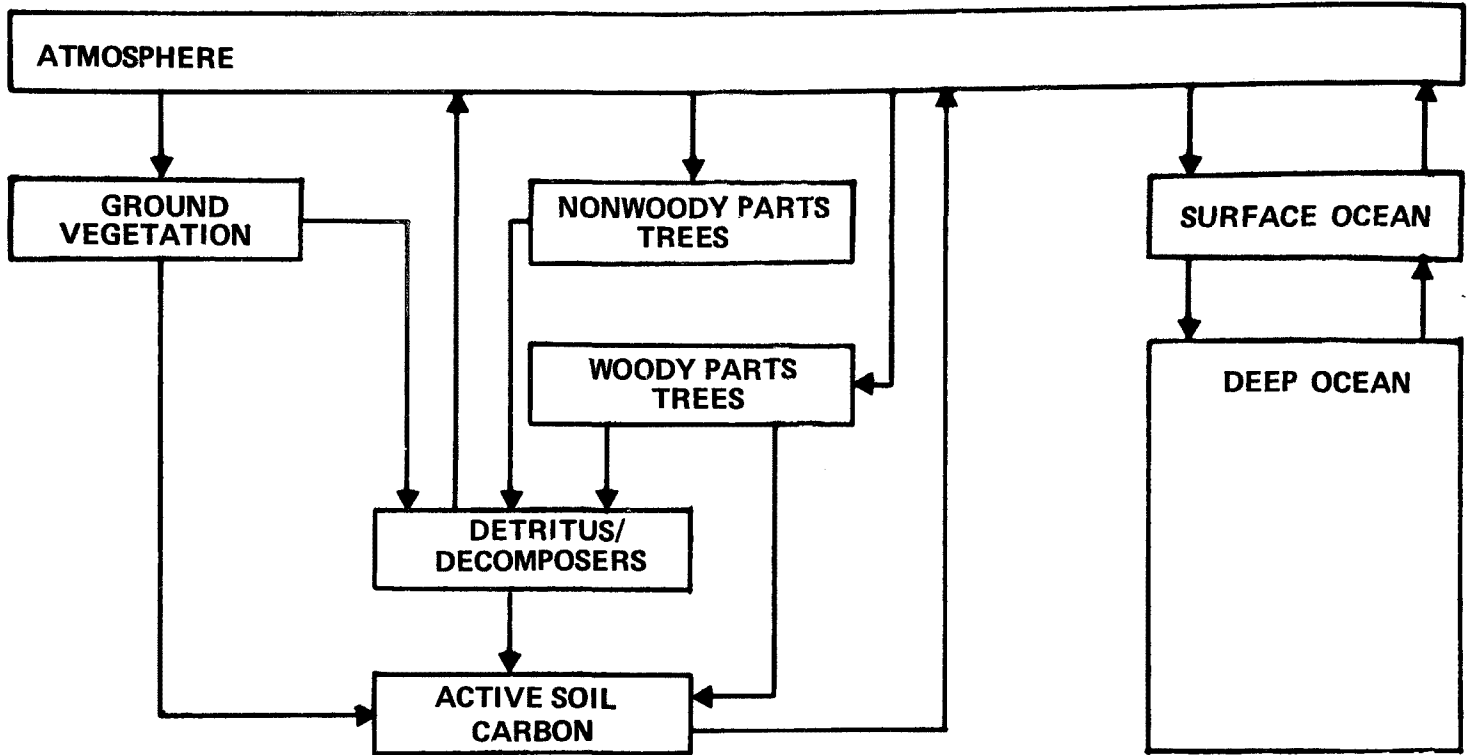 ATMOSPHERE
GROUND
VEGETATION
NONWOODY PARTS
TREES
SURFACE OCEAN
WOODY PARTS
TREES
DEEP OCEAN
DETRITUS/
DECOMPOSERS
ACTIVE SOIL
CARBON